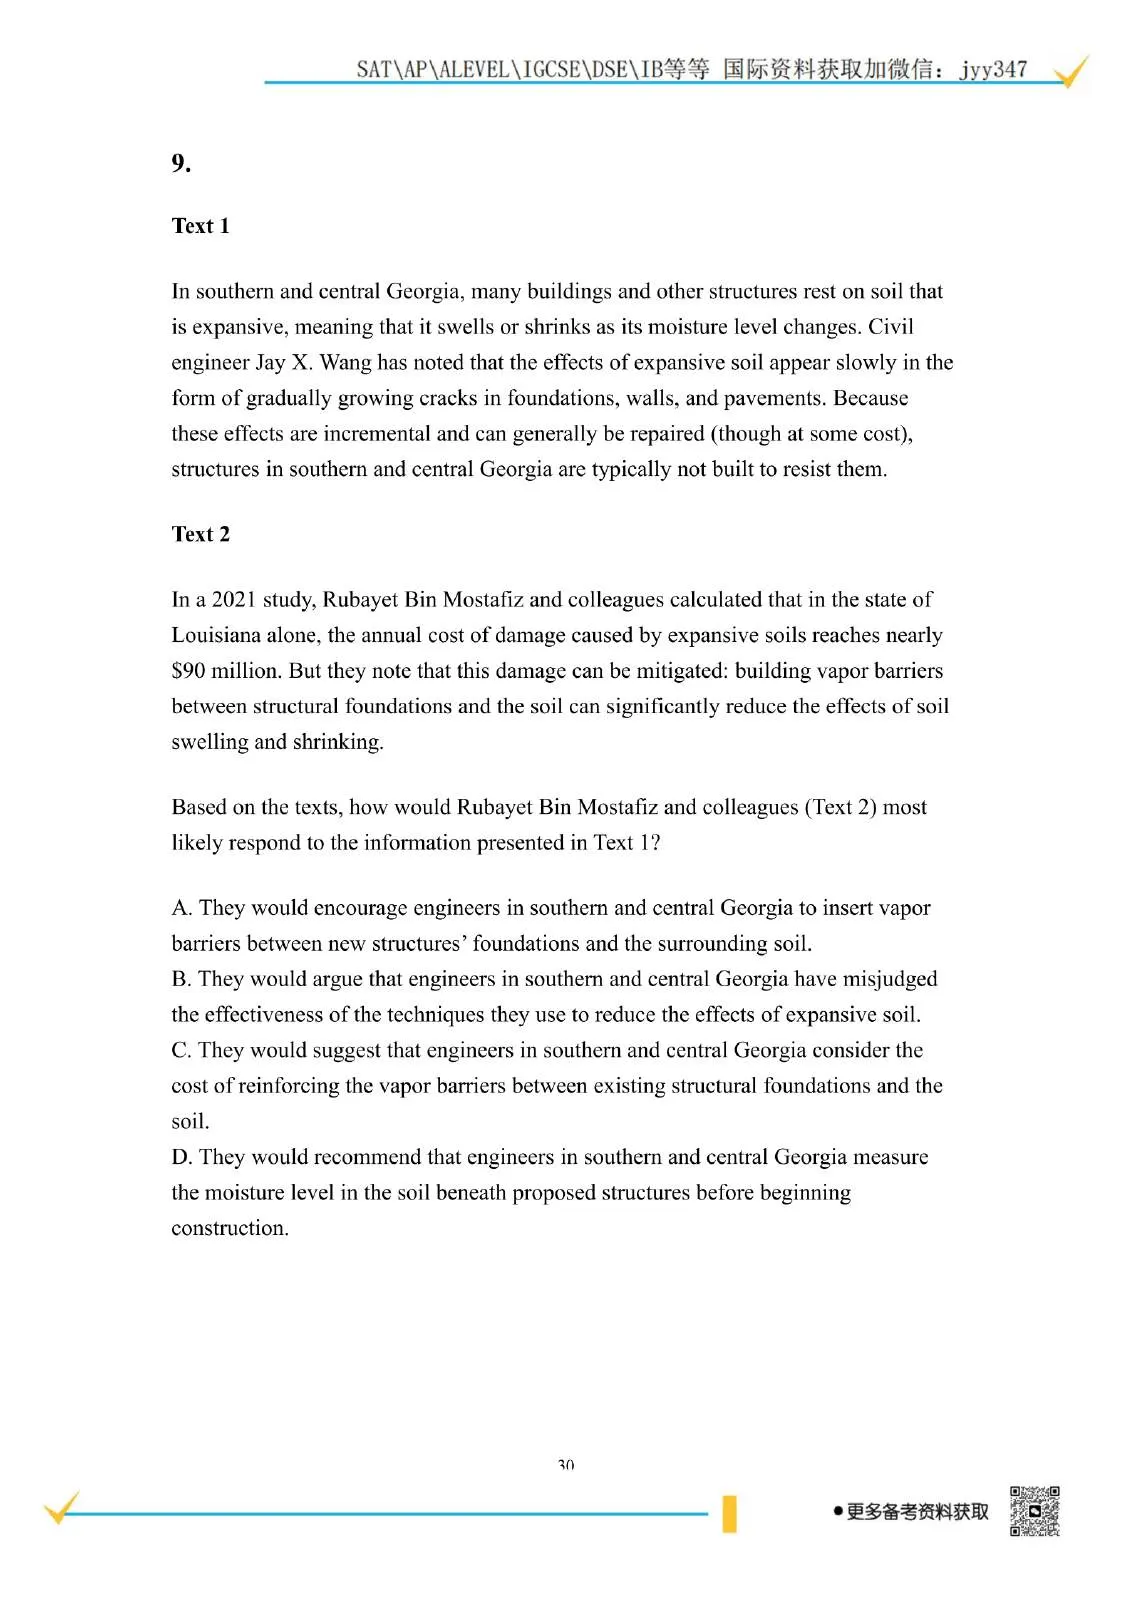 SAT\AP\ALEVEL\IGCSE\DSE\IB等等 国际资料获取加微信：jyy347
9.
Text 1
In southern and central Georgia, many buildings and other structures rest on soil that
is expansive, meaning that it swells or shrinks as its moisture level changes. Civil
engineer Jay X. Wang has noted that the effects of expansive soil appear slowly in the
form of gradually growing cracks in foundations, walls, and pavements. Because
these effects are incremental and can generally be repaired (though at some cost),
structures in southern and central Georgia are typically not built to resist them.
Text 2
In a 2021 study, Rubayet Bin Mostafiz and colleagues calculated that in the state of
Louisiana alone, the annual cost of damage caused by expansive soils reaches nearly
$90 million. But they note that this damage can be mitigated: building vapor barriers
between structural foundations and the soil can significantly reduce the effects of soil
swelling and shrinking.
Based on the texts, how would Rubayet Bin Mostafiz and colleagues (Text 2) most
likely respond to the information presented in Text 1?
A. They would encourage engineers in southern and central Georgia to insert vapor
barriers between new structures’ foundations and the surrounding soil.
B. They would argue that engineers in southern and central Georgia have misjudged
the effectiveness of the techniques they use to reduce the effects of expansive soil.
C. They would suggest that engineers in southern and central Georgia consider the
cost of reinforcing the vapor barriers between existing structural foundations and the
soil.
D. They would recommend that engineers in southern and central Georgia measure
the moisture level in the soil beneath proposed structures before beginning
construction.
30
●更多备考资料获取